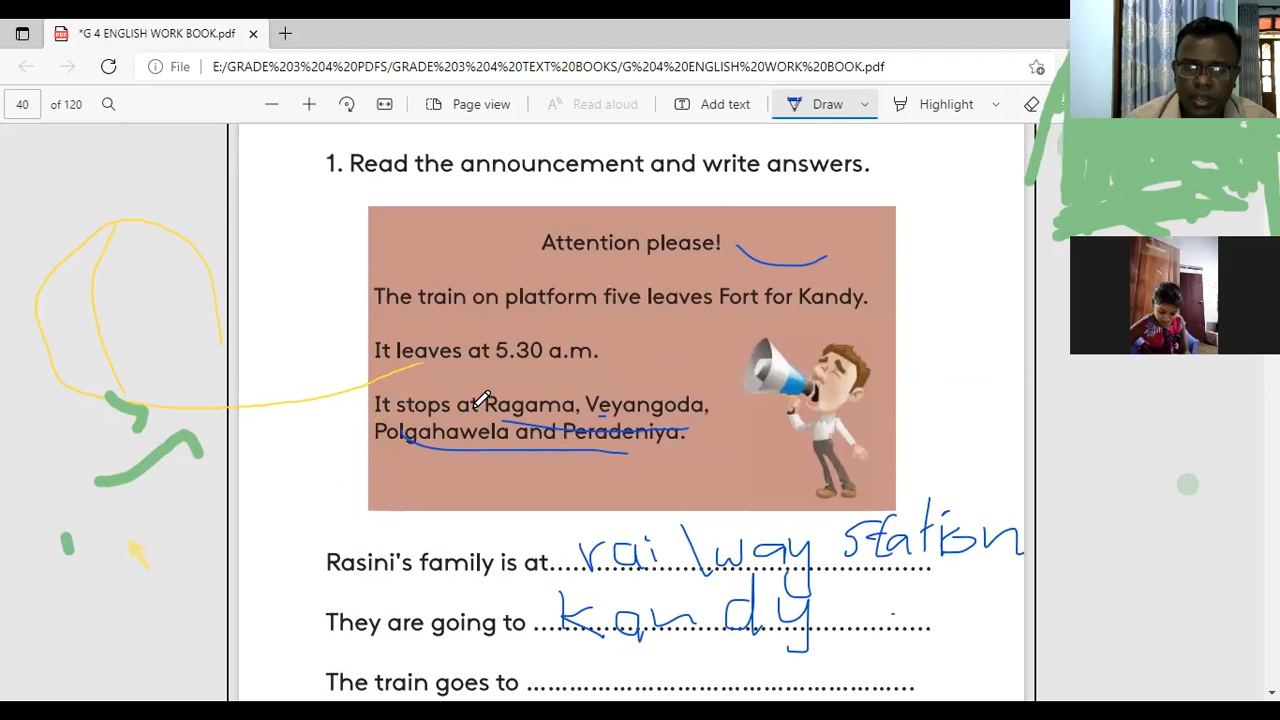 *G 4 ENGLISH WORK BOOK.pdf
File E:/GRADE%203%204%20PDFS/GRADE%203%204%20TEXT%20BOOKS/G%204%20ENGLISH%20WORK%20BOOK.pdf
40 of 120 Page view Read aloud Add text Draw Highlight
1. Read the announcement and write answers.
Attention please!
The train on platform five leaves Fort for Kandy.
It leaves at 5.30 a.m.
It stops at Ragama, Veyangoda,
Polgahawela and Peradeniya.
Rasini's family is at railway station
They are going to kandy
The train goes to